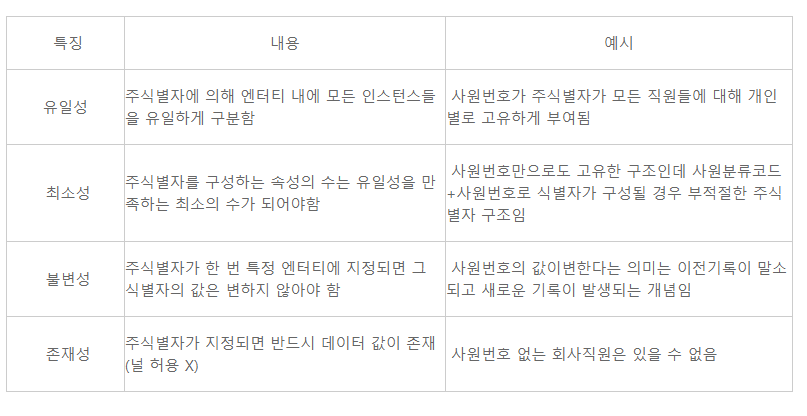 특징
내용
예시
유일성
주식별자에 의해 엔터티 내에 모든 인스턴스들
을 유일하게 구분함
사원번호가 주식별자가 모든 직원들에 대해 개인
별로 고유하게 부여됨
최소성
주식별자를 구성하는 속성의 수는 유일성을 만
족하는 최소의 수가 되어야함
사원번호만으로도 고유한 구조인데 사원분류코드
+사원번호로 식별자가 구성될 경우 부적절한 주식
별자 구조임
불변성
주식별자가 한 번 특정 엔터티에 지정되면 그
식별자의 값은 변하지 않아야 함
사원번호의 값이변한다는 의미는 이전기록이 말소
되고 새로운 기록이 발생되는 개념임
존재성
주식별자가 지정되면 반드시 데이터 값이 존재
(널 허용 X)
사원번호 없는 회사직원은 있을 수 없음